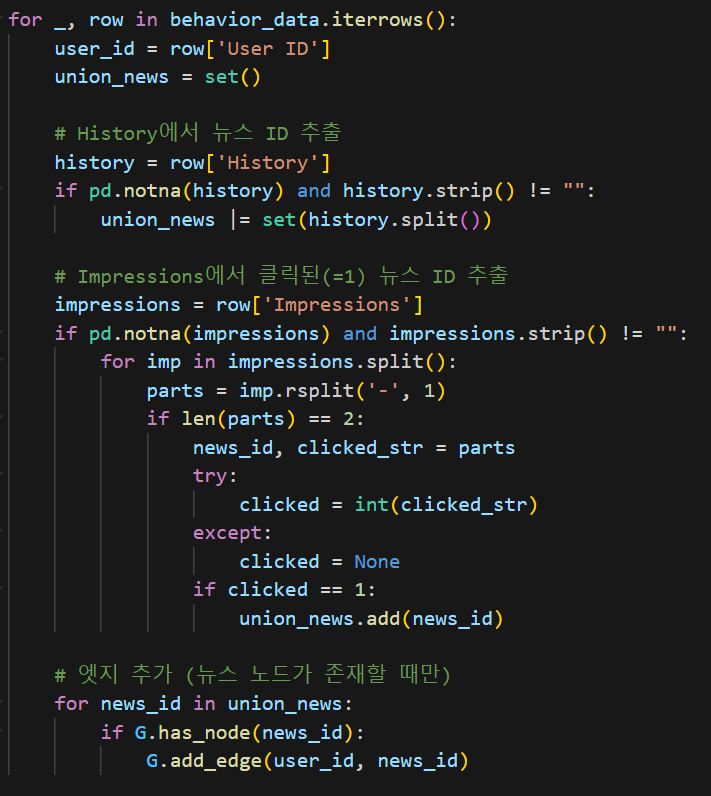 for _, row in behavior_data.iterrows():
    user_id = row['User ID']
    union_news = set()

    # History에서 뉴스 ID 추출
    history = row['History']
    if pd.notna(history) and history.strip() != "":
        union_news |= set(history.split())

    # Impressions에서 클릭된(=1) 뉴스 ID 추출
    impressions = row['Impressions']
    if pd.notna(impressions) and impressions.strip() != "":
        for imp in impressions.split():
            parts = imp.rsplit('-', 1)
            if len(parts) == 2:
                news_id, clicked_str = parts
                try:
                    clicked = int(clicked_str)
                except:
                    clicked = None
                if clicked == 1:
                    union_news.add(news_id)

    # 엣지 추가 (뉴스 노드가 존재할 때만)
    for news_id in union_news:
        if G.has_node(news_id):
            G.add_edge(user_id, news_id)